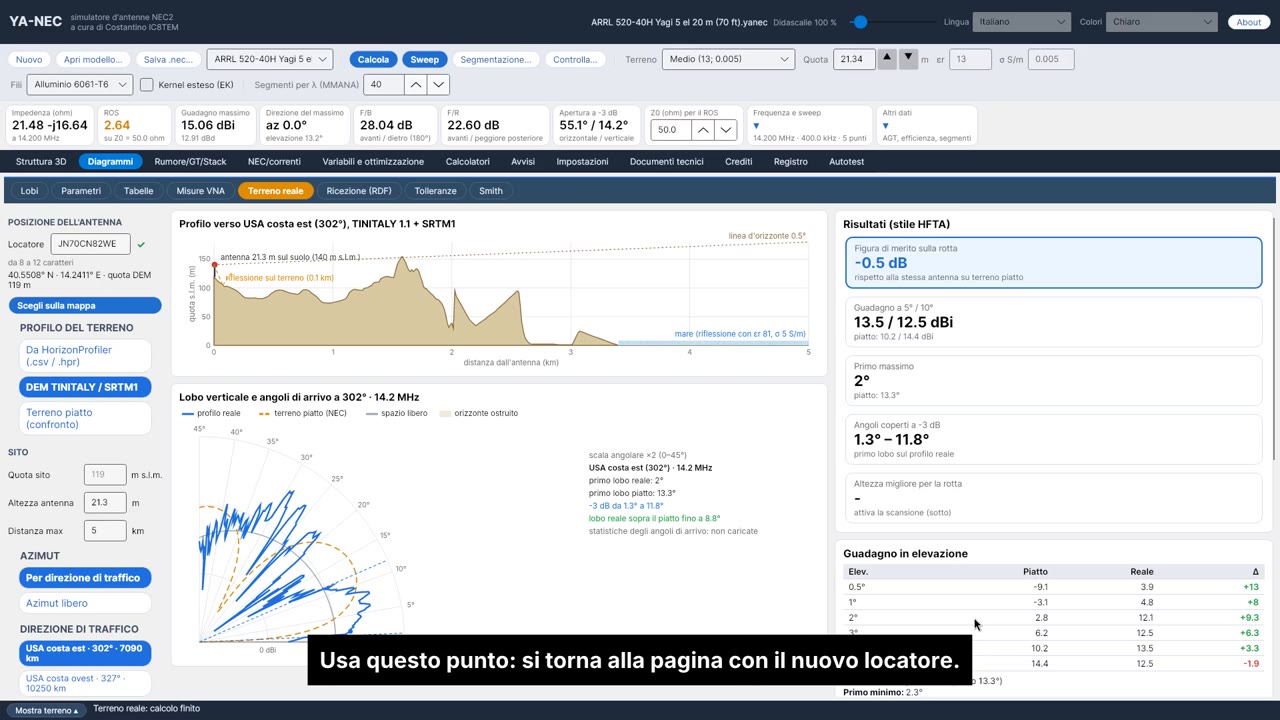 YA-NEC
simulatore d'antenne NEC2
a cura di Costantino IC8TEM
ARRL 520-40H Yagi 5 el 20 m (70 ft).yanec
Didascalie 100 %
Lingua
Italiano
Colori
Chiaro
About
Nuovo
Apri modello...
Salva .nec...
ARRL 520-40H Yagi 5 el
Calcola
Sweep
Segmentazione...
Controlla...
Terreno
Medio (13; 0.005)
Quota
21.34
m
εr
13
σ S/m
0.005
Fili
Alluminio 6061-T6
Kernel esteso (EK)
Segmenti per λ (MMANA)
40
Impedenza (ohm)
21.48 -j16.64
a 14.200 MHz
ROS
2.64
su Z0 = 50.0 ohm
Guadagno massimo
15.06 dBi
12.91 dBd
Direzione del massimo
az 0.0°
elevazione 13.2°
F/B
28.04 dB
avanti / dietro (180°)
F/R
22.60 dB
avanti / peggiore posteriore
Apertura a -3 dB
55.1° / 14.2°
orizzontale / verticale
Z0 (ohm) per il ROS
50.0
Frequenza e sweep
▼
14.200 MHz · 400.0 kHz · 5 punti
Altri dati
▼
AGT, efficienza, segmenti
Struttura 3D
Diagrammi
Rumore/GT/Stack
NEC/correnti
Variabili e ottimizzazione
Calcolatori
Avvisi
Impostazioni
Documenti tecnici
Crediti
Registro
Autotest
Lobi
Parametri
Tabelle
Misure VNA
Terreno reale
Ricezione (RDF)
Tolleranze
Smith
POSIZIONE DELL'ANTENNA
Locatore
JN70CN82WE
✓
da 8 a 12 caratteri
40.5508° N · 14.2411° E · quota DEM
119 m
Scegli sulla mappa
PROFILO DEL TERRENO
Da HorizonProfiler
(.csv / .hpr)
DEM TINITALY / SRTM1
Terreno piatto
(confronto)
SITO
Quota sito
119
m s.l.m.
Altezza antenna
21.3
m
Distanza max
5
km
AZIMUT
Per direzione di traffico
Azimut libero
DIREZIONE DI TRAFFICO
USA costa est · 302° · 7090
km
USA costa ovest · 327° ·
10250 km
Profilo verso USA costa est (302°), TINITALY 1.1 + SRTM1
linea d'orizzonte 0.5°
antenna 21.3 m sul suolo (140 m s.l.m.)
riflessione sul terreno (0.1 km)
mare (riflessione con εr 81, σ 5 S/m)
quota s.l.m. (m)
150
100
50
0
0
1
2
3
4
5
distanza dall'antenna (km)
Lobo verticale e angoli di arrivo a 302° · 14.2 MHz
profilo reale
terreno piatto (NEC)
spazio libero
orizzonte ostruito
45°
40°
35°
30°
25°
20°
15°
10°
5°
0 dBi
scala angolare ×2 (0–45°)
USA costa est (302°) · 14.2 MHz
primo lobo reale: 2°
primo lobo piatto: 13.3°
-3 dB da 1.3° a 11.8°
lobo reale sopra il piatto fino a 8.8°
statistiche degli angoli di arrivo: non caricate
Risultati (stile HFTA)
Figura di merito sulla rotta
-0.5 dB
rispetto alla stessa antenna su terreno piatto
Guadagno a 5° / 10°
13.5 / 12.5 dBi
piatto: 10.2 / 14.4 dBi
Primo massimo
2°
piatto: 13.3°
Angoli coperti a -3 dB
1.3° – 11.8°
primo lobo sul profilo reale
Altezza migliore per la rotta
-
attiva la scansione (sotto)
Guadagno in elevazione
Elev.
Piatto
Reale
Δ
0.5°
-9.1
3.9
+13
1°
-3.1
4.8
+8
2°
2.8
12.1
+9.3
3°
6.2
12.5
+6.3
10.2
13.5
+3.3
14.4
12.5
-1.9
13.3°)
Primo minimo: 2.3°
Usa questo punto: si torna alla pagina con il nuovo locatore.
Mostra terreno ▴
Terreno reale: calcolo finito